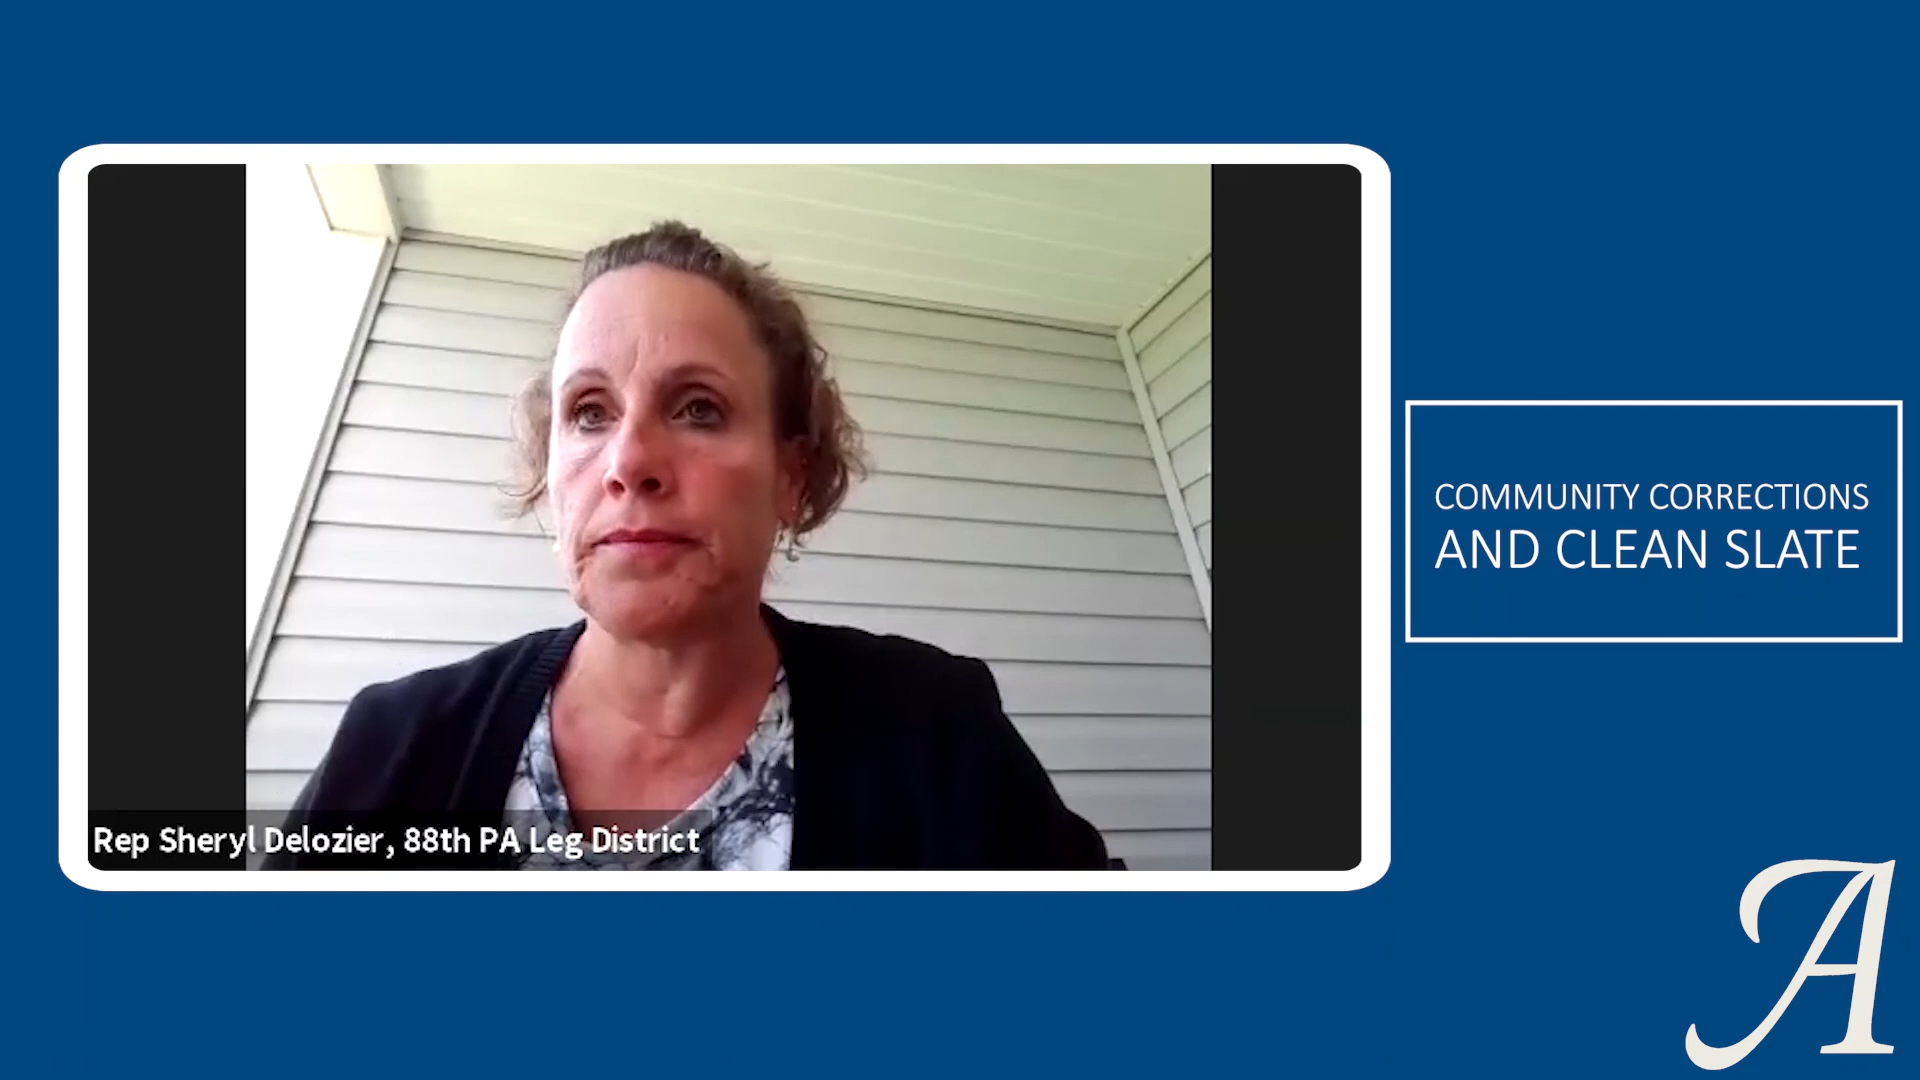 Rep Sheryl Delozier, 88th PA Leg District
COMMUNITY CORRECTIONS
AND CLEAN SLATE
A